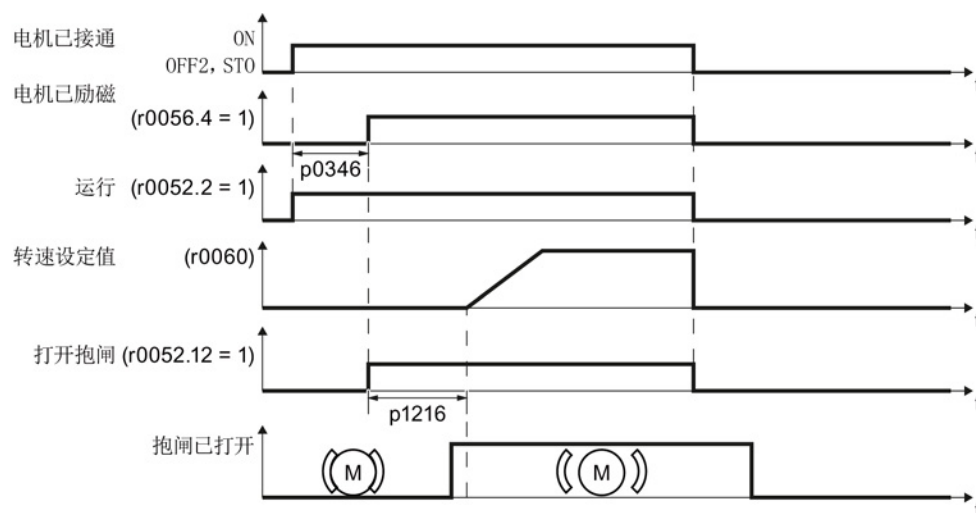 电机已接通 ON
OFF2，STO
电机已励磁
(r0056.4 = 1)
p0346
运行 (r0052.2 = 1)
转速设定值 (r0060)
打开抱闸 (r0052.12 = 1)
p1216
抱闸已打开
M M